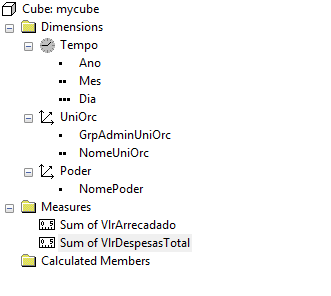 Cube: mycube
Dimensions
Tempo
Ano
Mes
Dia
UniOrc
GrpAdminUniOrc
NomeUniOrc
Poder
NomePoder
Measures
Sum of VlrArrecadado
Sum of VlrDespesasTotal
Calculated Members